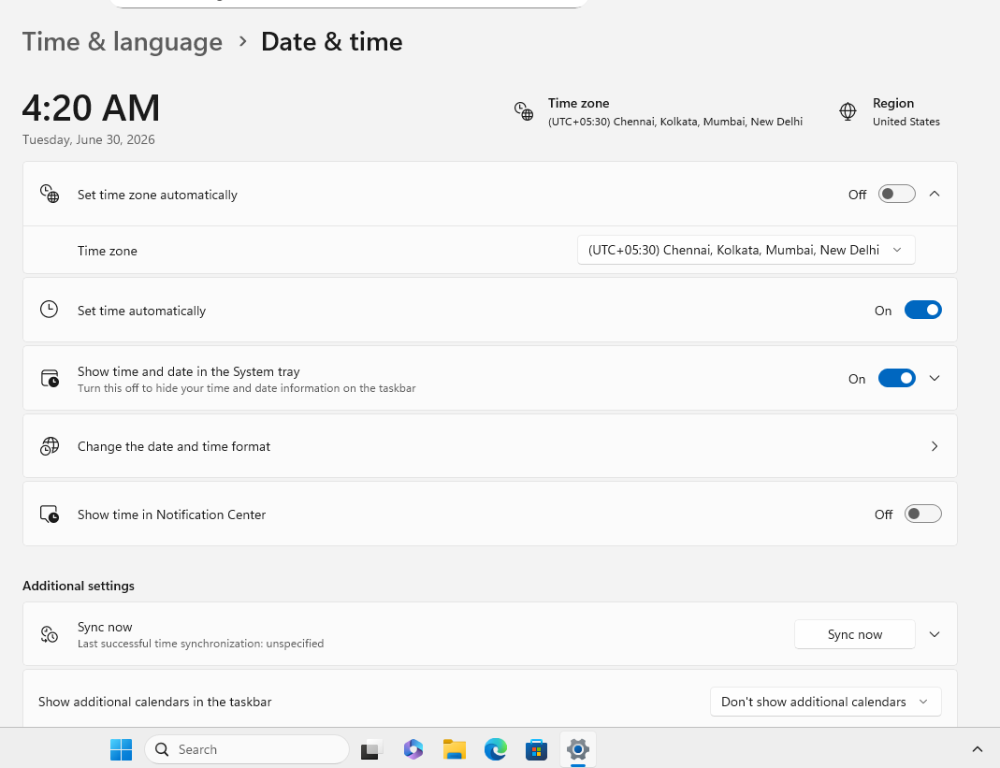 Time & language > Date & time
4:20 AM
Tuesday, June 30, 2026
Time zone
(UTC+05:30) Chennai, Kolkata, Mumbai, New Delhi
Region
United States
Set time zone automatically
Off
Time zone
(UTC+05:30) Chennai, Kolkata, Mumbai, New Delhi
Set time automatically
On
Show time and date in the System tray
Turn this off to hide your time and date information on the taskbar
On
Change the date and time format
Show time in Notification Center
Off
Additional settings
Sync now
Last successful time synchronization: unspecified
Sync now
Show additional calendars in the taskbar
Don't show additional calendars
Search